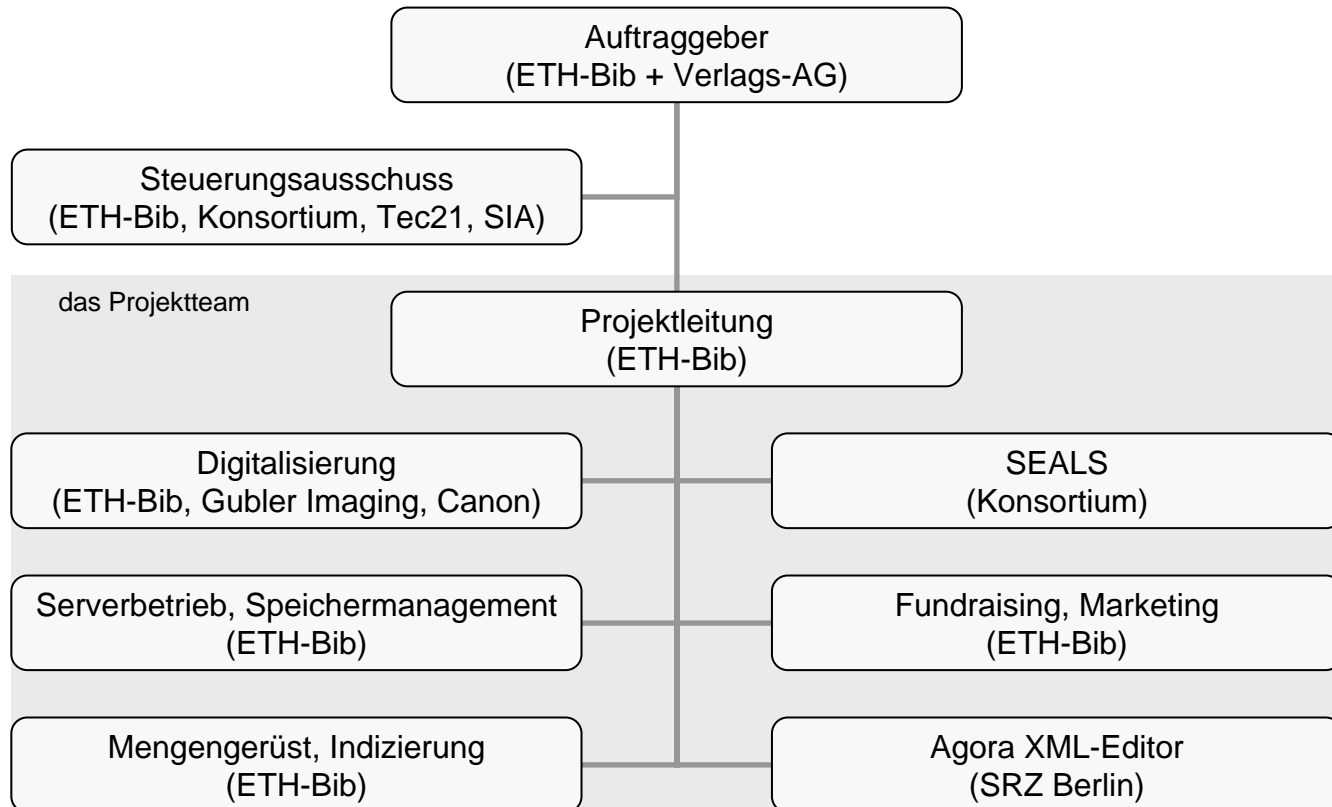 Auftraggeber
(ETH-Bib + Verlags-AG)
Steuerungsausschuss
(ETH-Bib, Konsortium, Tec21, SIA)
das Projektteam
Projektleitung
(ETH-Bib)
Digitalisierung
(ETH-Bib, Gubler Imaging, Canon)
SEALS
(Konsortium)
Serverbetrieb, Speichermanagement
(ETH-Bib)
Fundraising, Marketing
(ETH-Bib)
Mengengerüst, Indizierung
(ETH-Bib)
Agora XML-Editor
(SRZ Berlin)